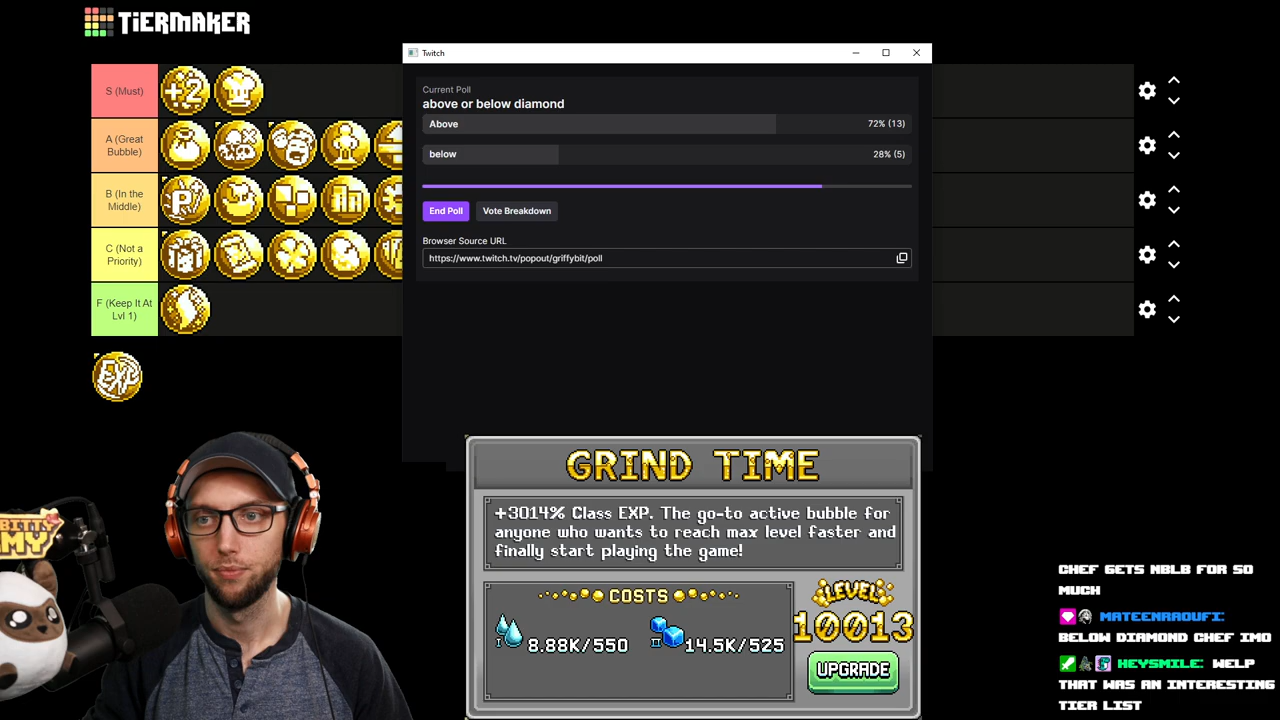 TIERMAKER
Twitch
Current Poll
above or below diamond
Above 72% (13)
below 28% (5)
End Poll Vote Breakdown
Browser Source URL
https://www.twitch.tv/popout/griffybit/poll
S (Must)
+2
A (Great
Bubble)
B (In the
Middle)
P
C (Not a
Priority)
F (Keep It At
Lvl 1)
EXP
GRIND TIME
+3014% Class EXP. The go-to active bubble for
anyone who wants to reach max level faster and
finally start playing the game!
COSTS
I 8.88K/550 II 14.5K/525
LEVEL
10013
UPGRADE
CHEF GETS NBLB FOR SO
MUCH
MATEENRAOUFI:
BELOW DIAMOND CHEF IMO
HEYSMILE: WELP
THAT WAS AN INTERESTING
TIER LIST